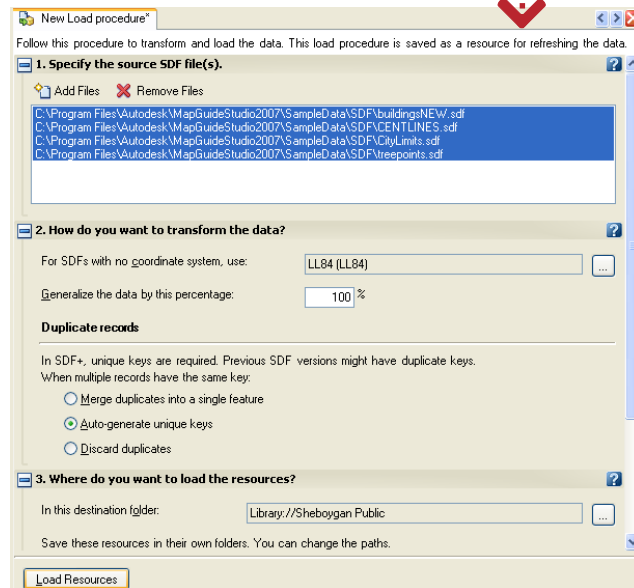 New Load procedure*
Follow this procedure to transform and load the data. This load procedure is saved as a resource for refreshing the data.
1. Specify the source SDF file(s).
Add Files Remove Files
C:\Program Files\Autodesk\MapGuideStudio2007\SampleData\SDF\buildingsNEW.sdf
C:\Program Files\Autodesk\MapGuideStudio2007\SampleData\SDF\CENTLINES.sdf
C:\Program Files\Autodesk\MapGuideStudio2007\SampleData\SDF\CityLimits.sdf
C:\Program Files\Autodesk\MapGuideStudio2007\SampleData\SDF\treepoints.sdf
2. How do you want to transform the data?
For SDFs with no coordinate system, use: LL84 (LL84) ...
Generalize the data by this percentage: 100 %
Duplicate records
In SDF+, unique keys are required. Previous SDF versions might have duplicate keys.
When multiple records have the same key:
Merge duplicates into a single feature
Auto-generate unique keys
Discard duplicates
3. Where do you want to load the resources?
In this destination folder: Library://Sheboygan Public ...
Save these resources in their own folders. You can change the paths.
Load Resources